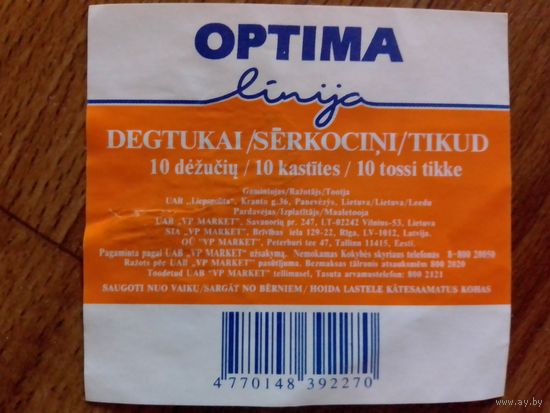 OPTIMA
linija
DEGTUKAI/SĒRKOCIŅI/TIKUD
10 dėžučių / 10 kastītes / 10 tossi tikke
Gamintojas/Ražotājs/Tootja
UAB „Liepsnelta", Kranto g.36, Panevėžys, Lietuva/Lietuva/Leedu
Pardavėjas/Izplatītājs/Maaletooja
UAB "VP MARKET", Savanorių pr. 247, LT-02242 Vilnius-53, Lietuva
SIA „VP MARKET", Brīvības iela 129-22, Rīga, LV-1012, Latvija.
OÜ "VP MARKET", Peterburi tee 47, Tallinn 11415, Eesti.
Pagaminta pagal UAB „VP MARKET" užsakymą. Nemokamas Kokybės skyriaus telefonas 8-800 20050
Ražots pēc UAB „VP MARKET" pasūtījuma. Bezmaksas tālrunis atsauksmēm 800 2020
Toodetud UAB "VP MARKET" tellimusel, Tasuta arvamustelefon: 800 2121
SAUGOTI NUO VAIKŲ/SARGĀT NO BĒRNIEM/HOIDA LASTELE KÄTESAAMATUS KOHAS
4 770148 392270
www.ay.by